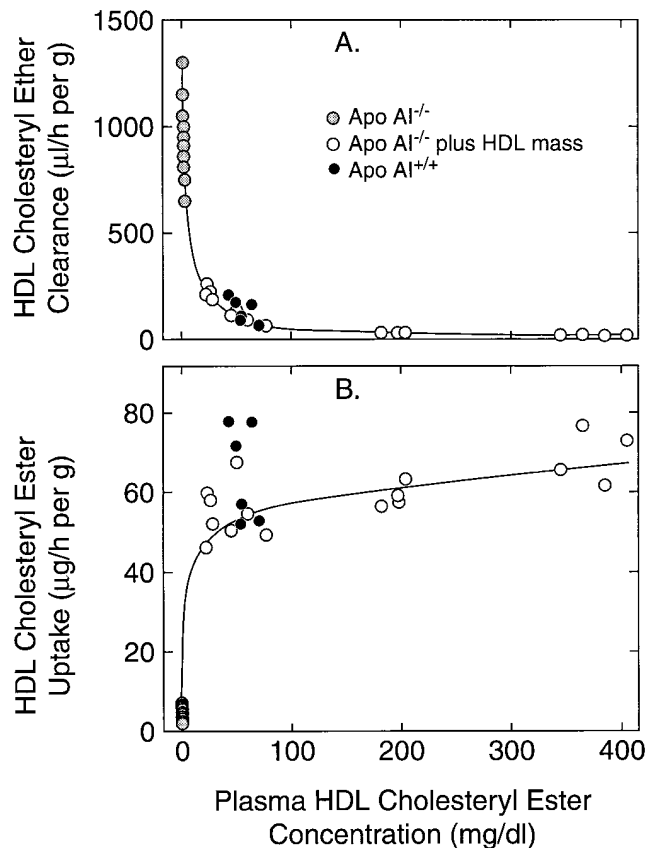 A.
1500
1000
500
0
HDL Cholesteryl Ether
Clearance (µl/h per g)
Apo AI-/-
Apo AI-/- plus HDL mass
Apo AI+/+
B.
80
60
40
20
0
HDL Cholesteryl Ester
Uptake (µg/h per g)
0 100 200 300 400
Plasma HDL Cholesteryl Ester
Concentration (mg/dl)